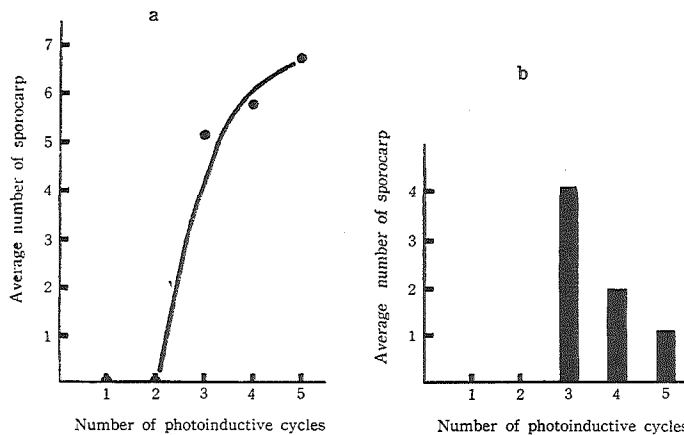 a
Average number of sporocarp
7
6
5
4
3
2
1
1 2 3 4 5
Number of photoinductive cycles
b
Average number of sporocarp
4
3
2
1
1 2 3 4 5
Number of photoinductive cycles